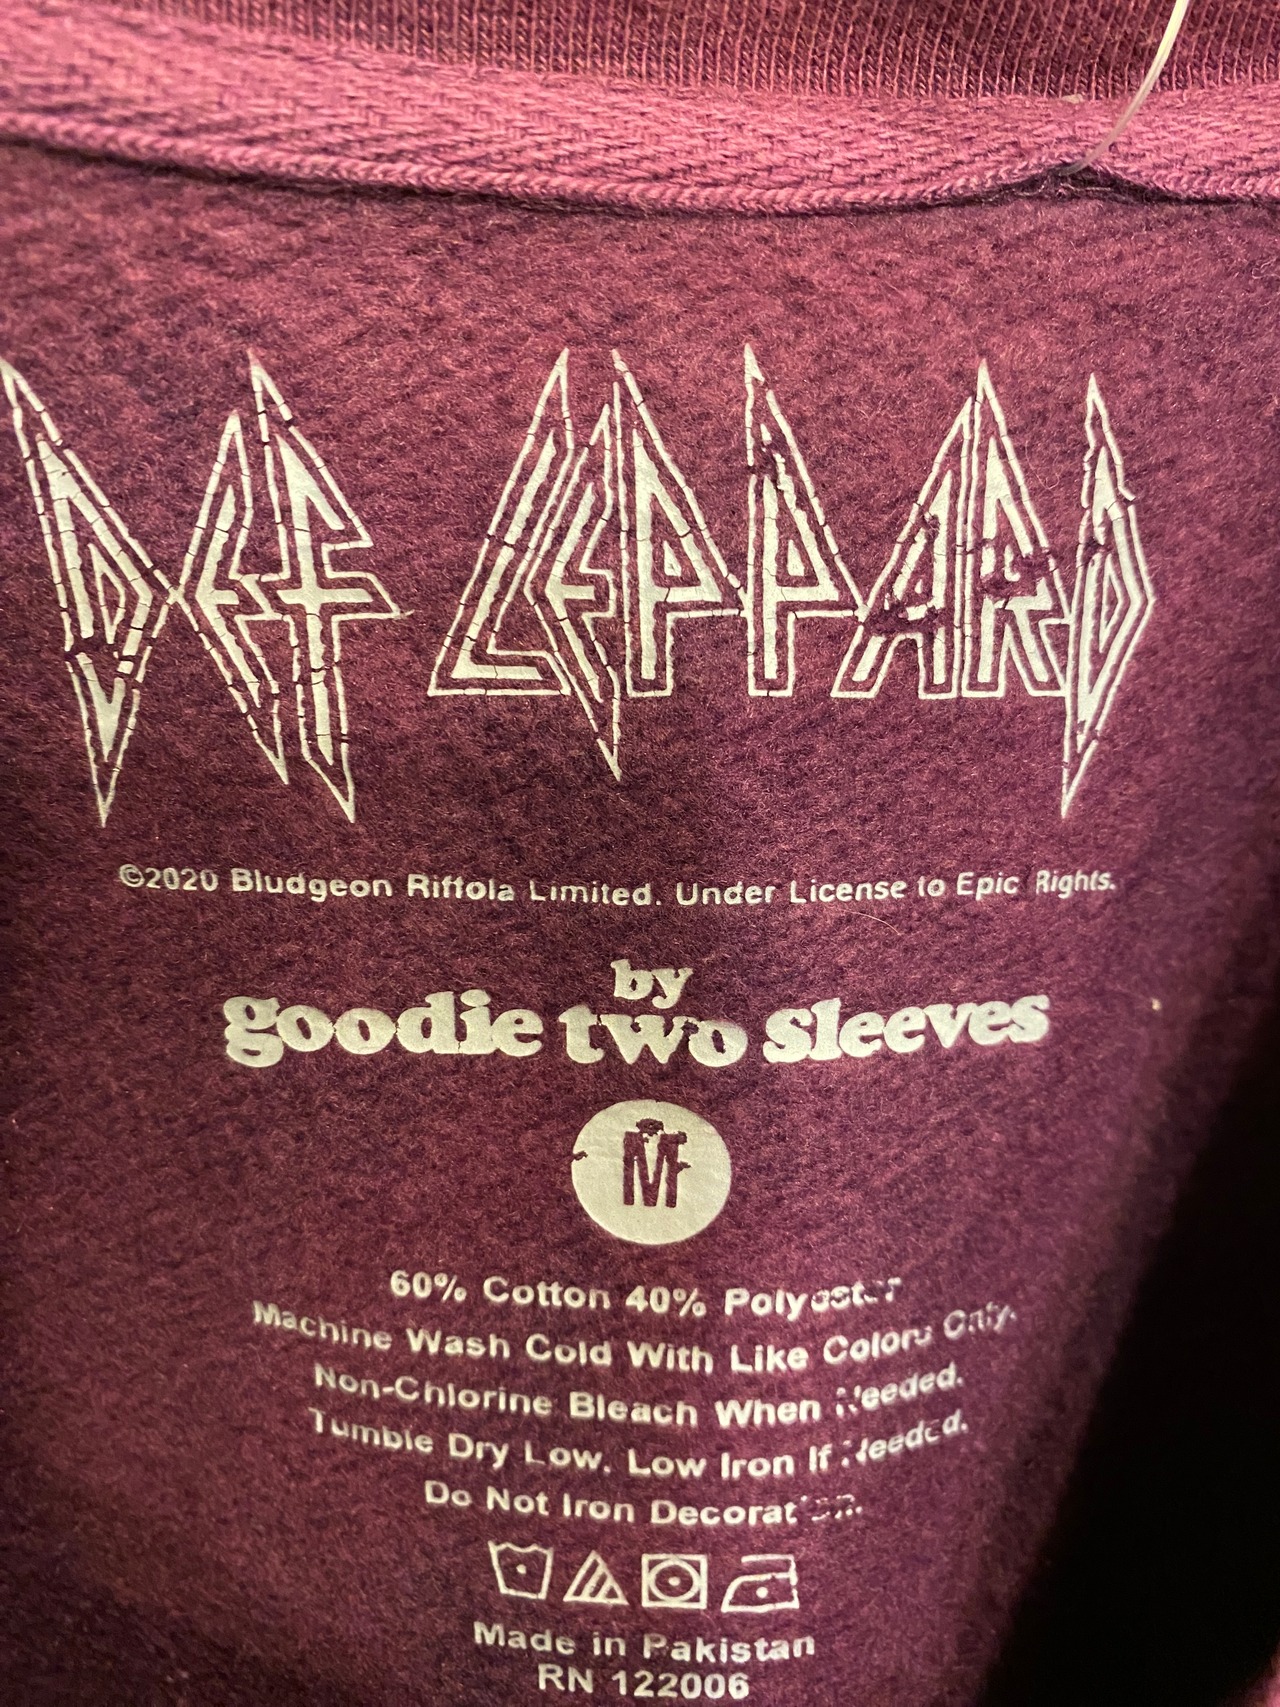 DEF LEPPARD
©2020 Bludgeon Riffola Limited. Under License to Epic Rights.
by
goodie two sleeves
M
60% Cotton 40% Polyester
Machine Wash Cold With Like Colors Only.
Non-Chlorine Bleach When Needed.
Tumble Dry Low. Low Iron If Needed.
Do Not Iron Decoration.
Made in Pakistan
RN 122006